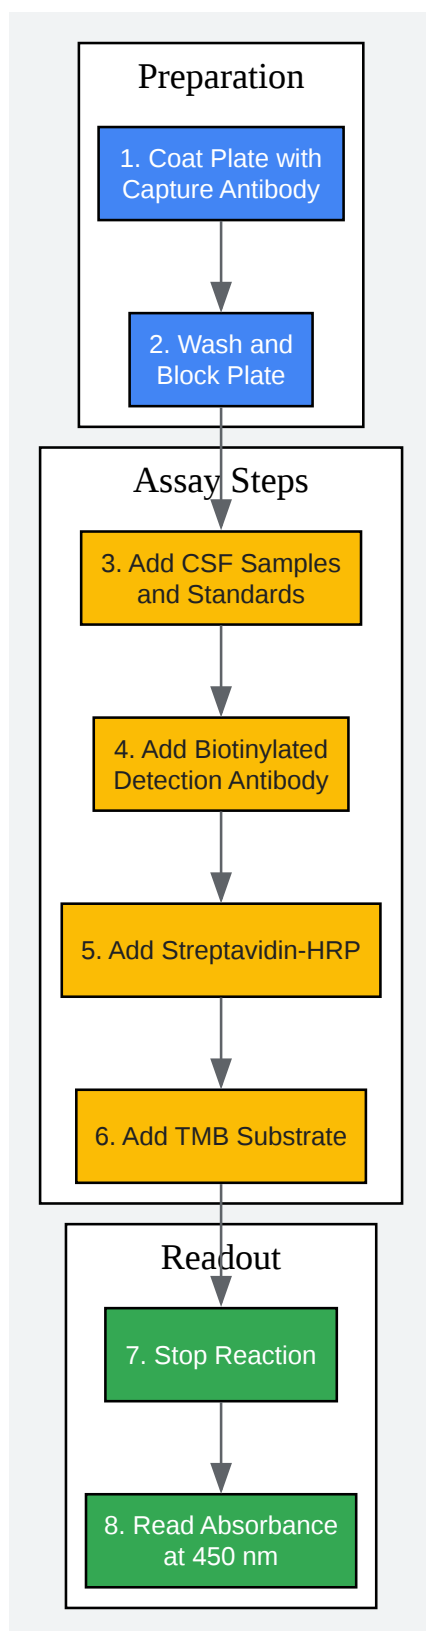 Preparation
1. Coat Plate with
Capture Antibody
2. Wash and
Block Plate
Assay Steps
3. Add CSF Samples
and Standards
4. Add Biotinylated
Detection Antibody
5. Add Streptavidin-HRP
6. Add TMB Substrate
Readout
7. Stop Reaction
8. Read Absorbance
at 450 nm